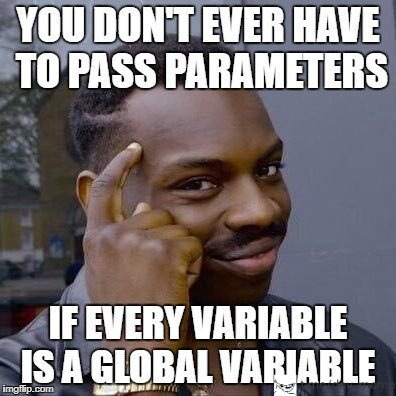 YOU DON'T EVER HAVE
TO PASS PARAMETERS
IF EVERY VARIABLE
IS A GLOBAL VARIABLE
imgflip.com